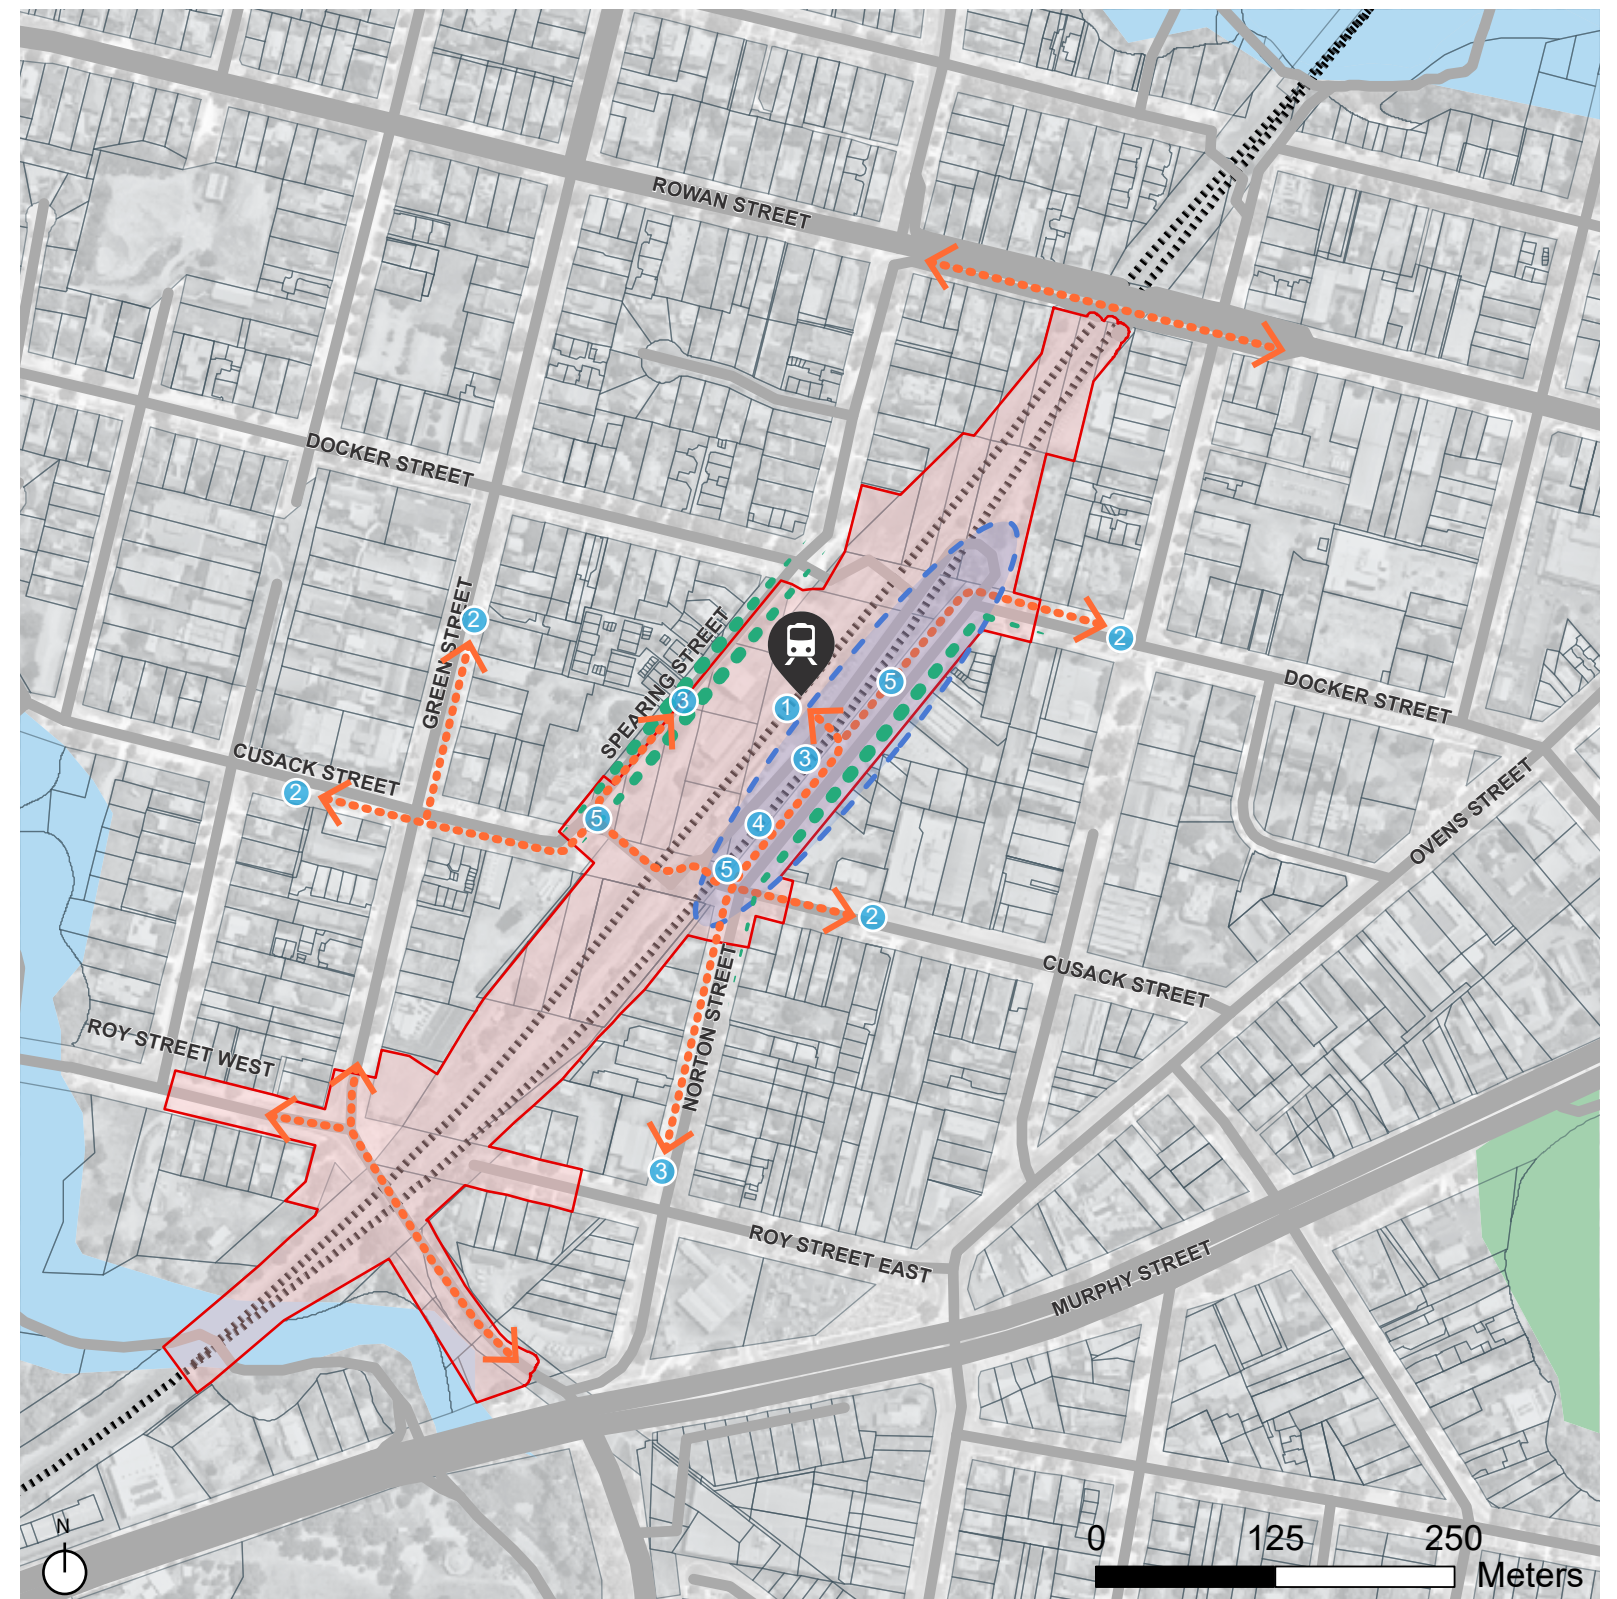 ROWAN STREET
DOCKER STREET
GREEN STREET
2
SPEARING STREET
2
3
5
1
DOCKER STREET
CUSACK STREET
3
2
OVENS STREET
5
4
5
2
CUSACK STREET
ROY STREET WEST
NORTON STREET
3
ROY STREET EAST
MURPHY STREET
N
0 125 250
Meters